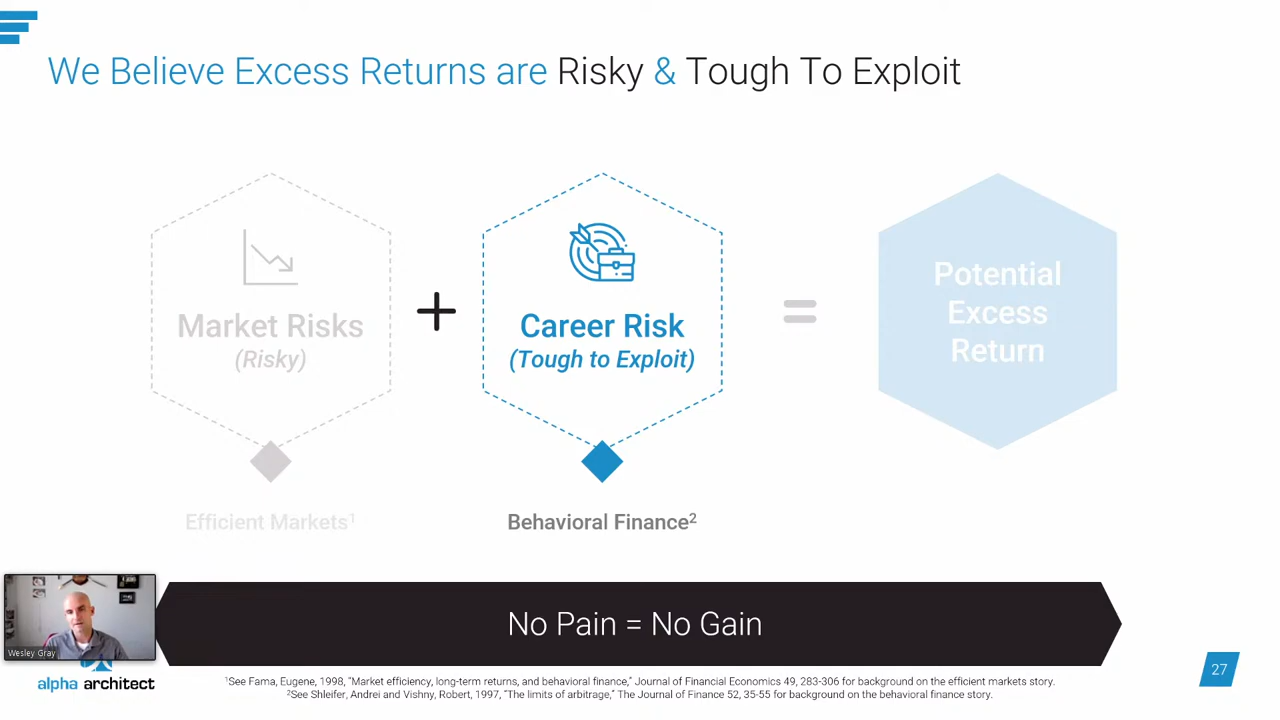 We Believe Excess Returns are Risky & Tough To Exploit
Market Risks
(Risky)
+
Career Risk
(Tough to Exploit)
=
Potential
Excess
Return
Efficient Markets¹
Behavioral Finance²
No Pain = No Gain
Wesley Gray
alpha architect
¹See Fama, Eugene, 1998, "Market efficiency, long-term returns, and behavioral finance," Journal of Financial Economics 49, 283-306 for background on the efficient markets story.
²See Shleifer, Andrei and Vishny, Robert, 1997, "The limits of arbitrage," The Journal of Finance 52, 35-55 for background on the behavioral finance story.
27